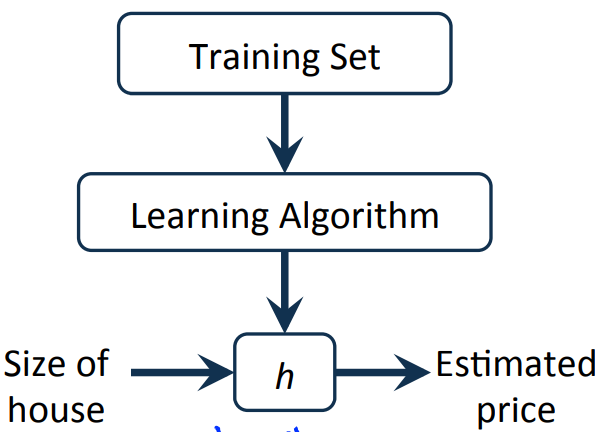 Training Set
Learning Algorithm
Size of
house
h
Estimated
price